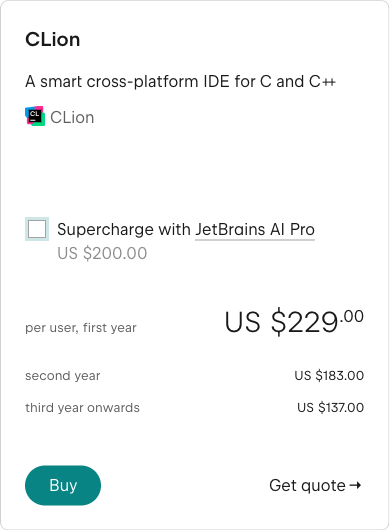 CLion
A smart cross-platform IDE for C and C++
CL CLion
Supercharge with JetBrains AI Pro
US $200.00
per user, first year US $229.00
second year US $183.00
third year onwards US $137.00
Buy Get quote →